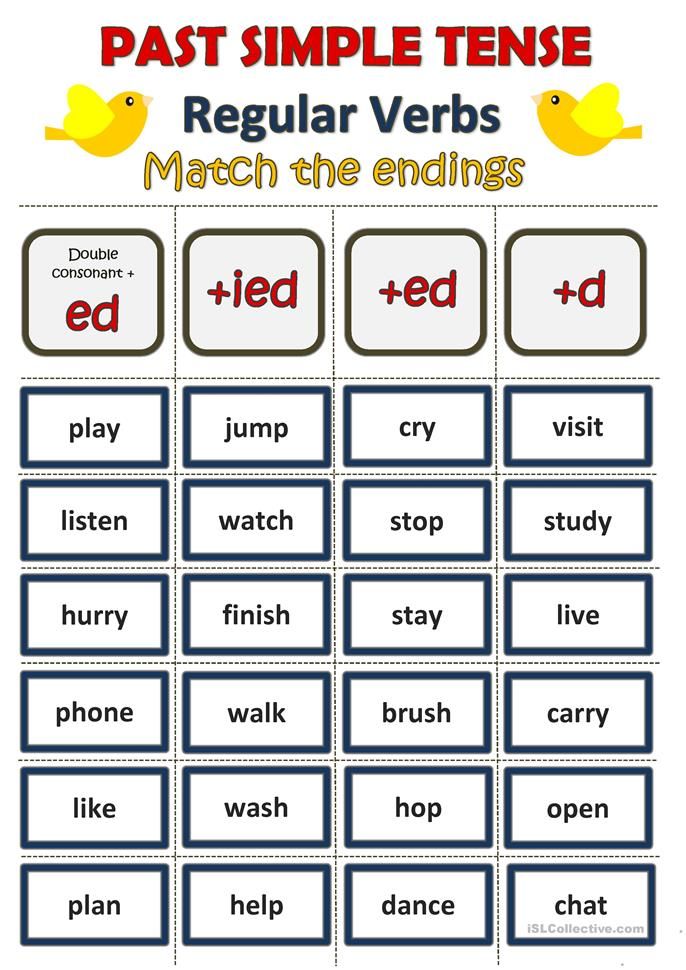 PAST SIMPLE TENSE
Regular Verbs
Match the endings
Double
consonant +
ed
+ied
+ed
+d
play jump cry visit
listen watch stop study
hurry finish stay live
phone walk brush carry
like wash hop open
plan help dance chat
iSLCollective.com